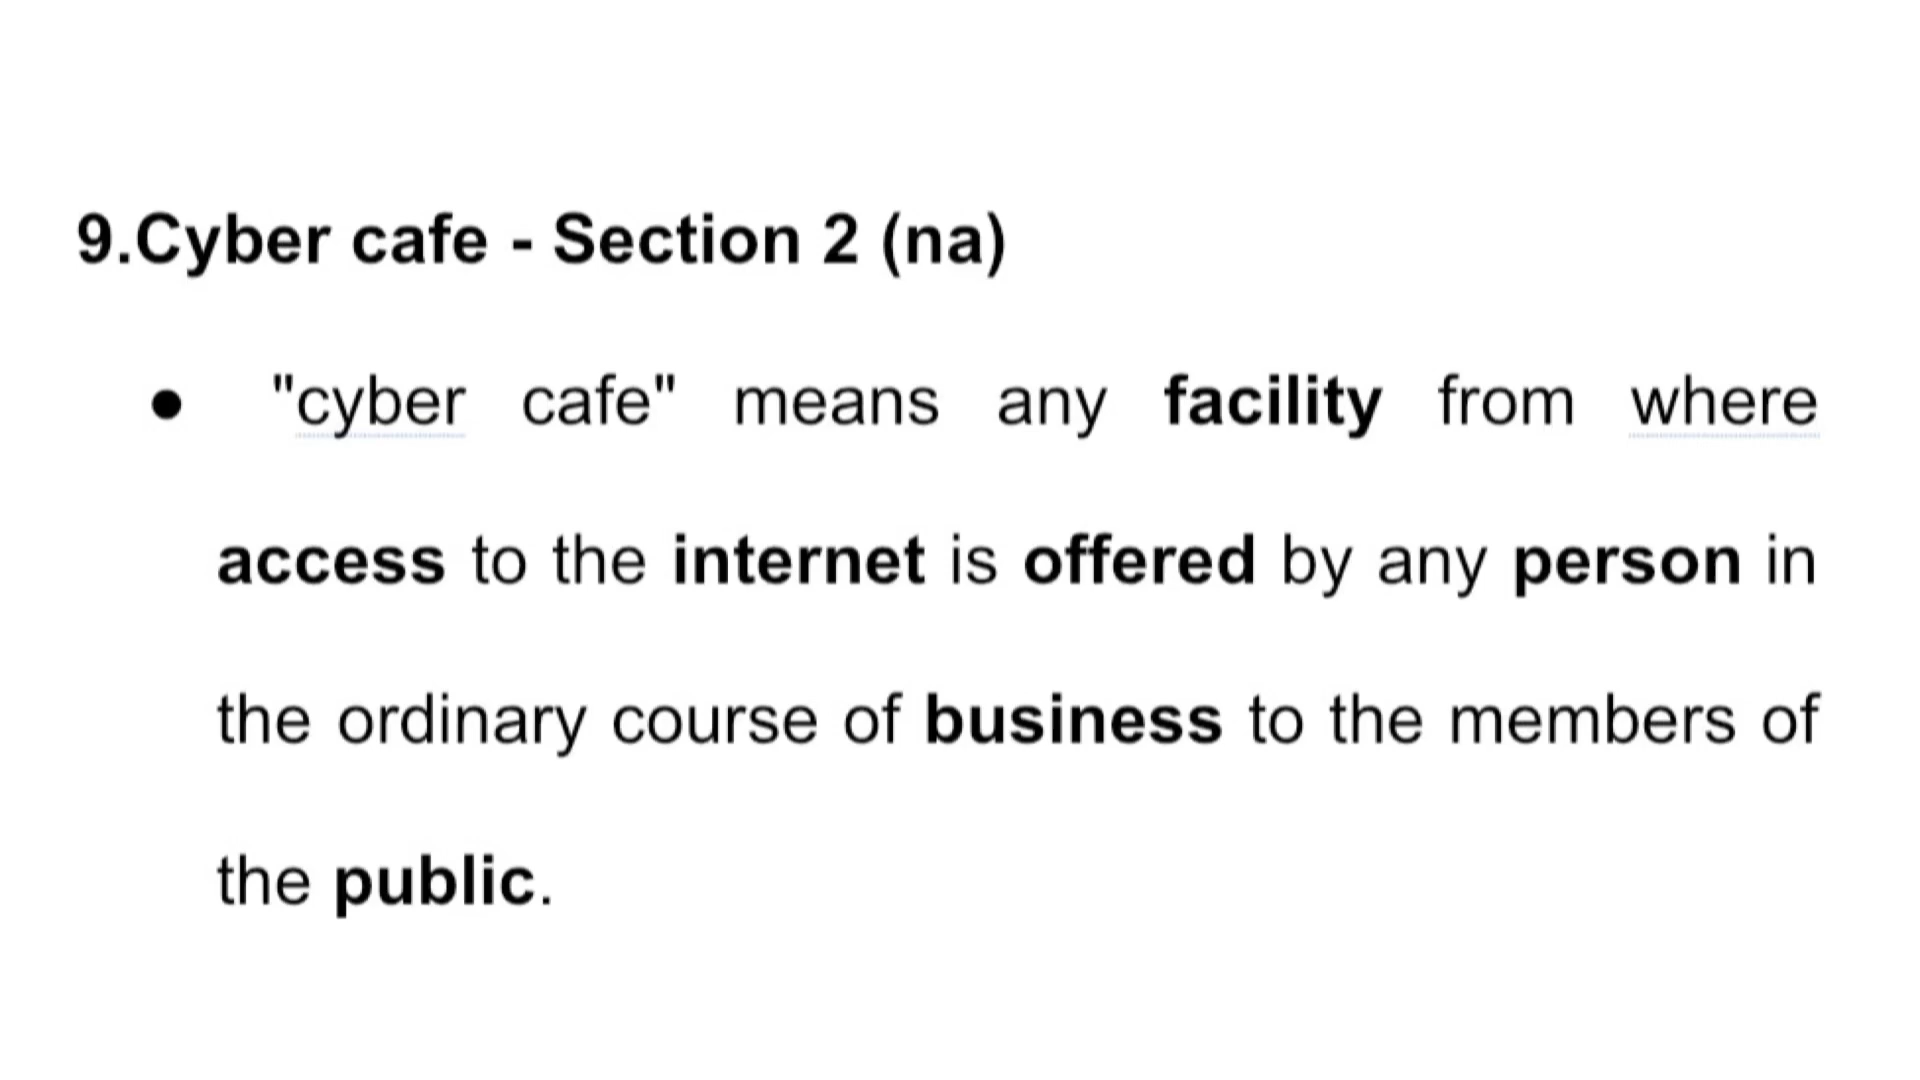 9.Cyber cafe - Section 2 (na)
● "cyber cafe" means any facility from where
access to the internet is offered by any person in
the ordinary course of business to the members of
the public.